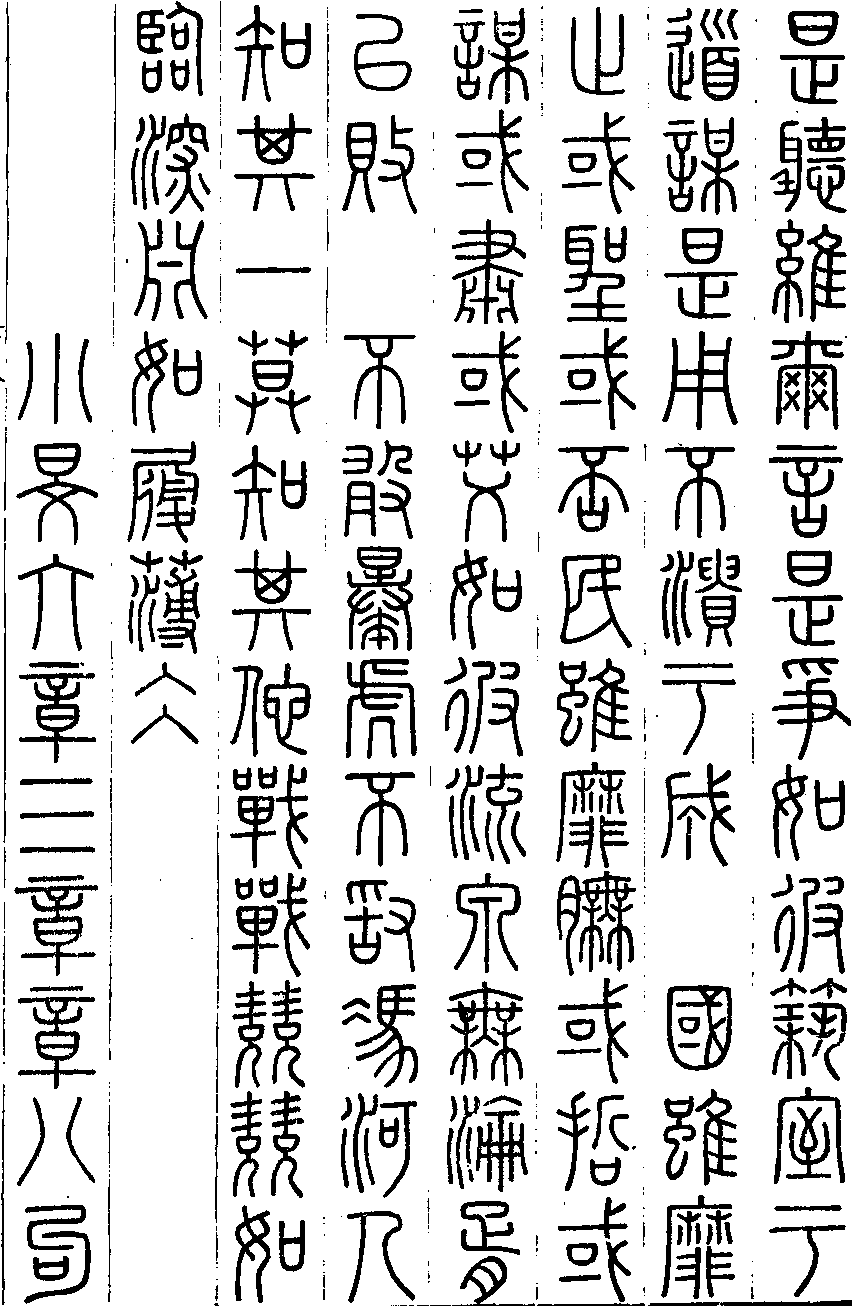 是聽維爾言是爭如彼築室于
道謀是用不潰于成 國雖靡
止或聖或否民雖靡膴或哲或
謀或肅或艾如彼流泉無淪胥
以敗 不敢暴虎不敢馮河人
知其一莫知其他戰戰兢兢如
臨深淵如履薄冰
小旻六章三章章八句